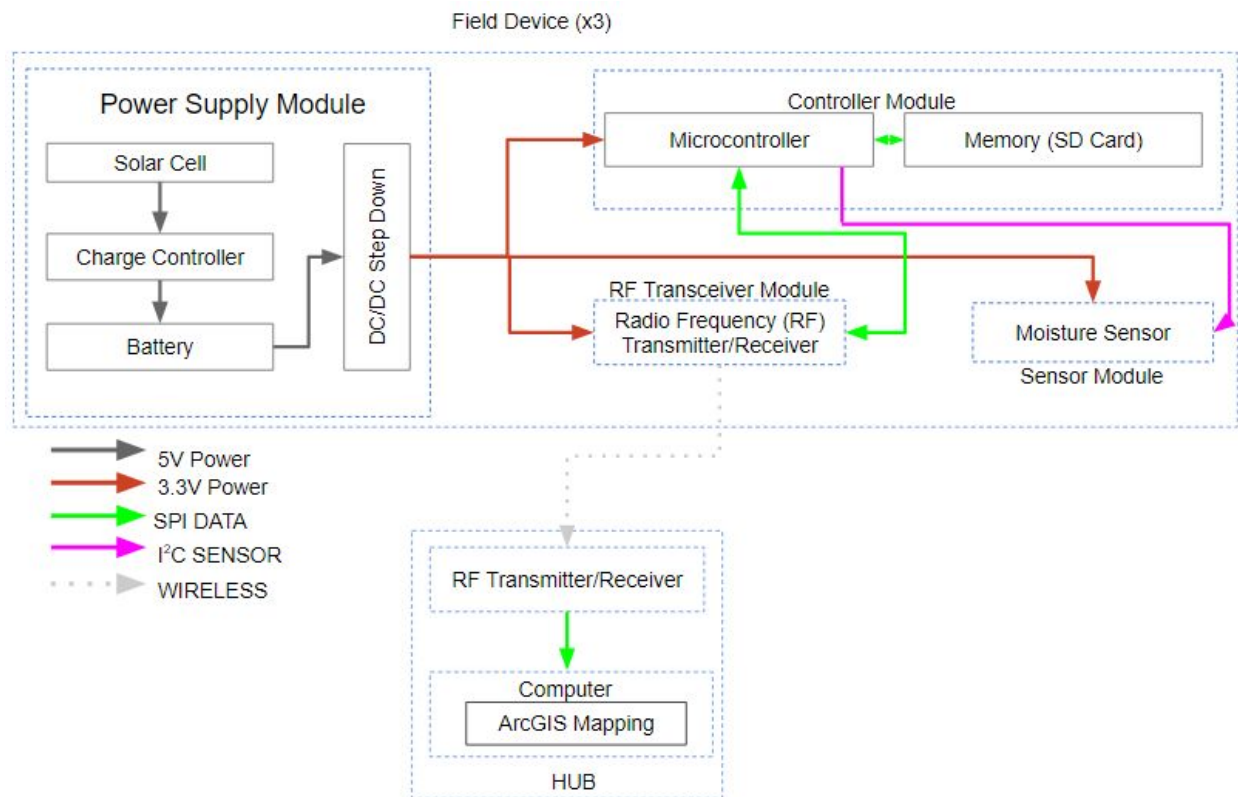 Field Device (x3)
Power Supply Module
Solar Cell
Charge Controller
Battery
DC/DC Step Down
Controller Module
Microcontroller
Memory (SD Card)
RF Transceiver Module
Radio Frequency (RF)
Transmitter/Receiver
Moisture Sensor
Sensor Module
5V Power
3.3V Power
SPI DATA
I²C SENSOR
WIRELESS
RF Transmitter/Receiver
Computer
ArcGIS Mapping
HUB